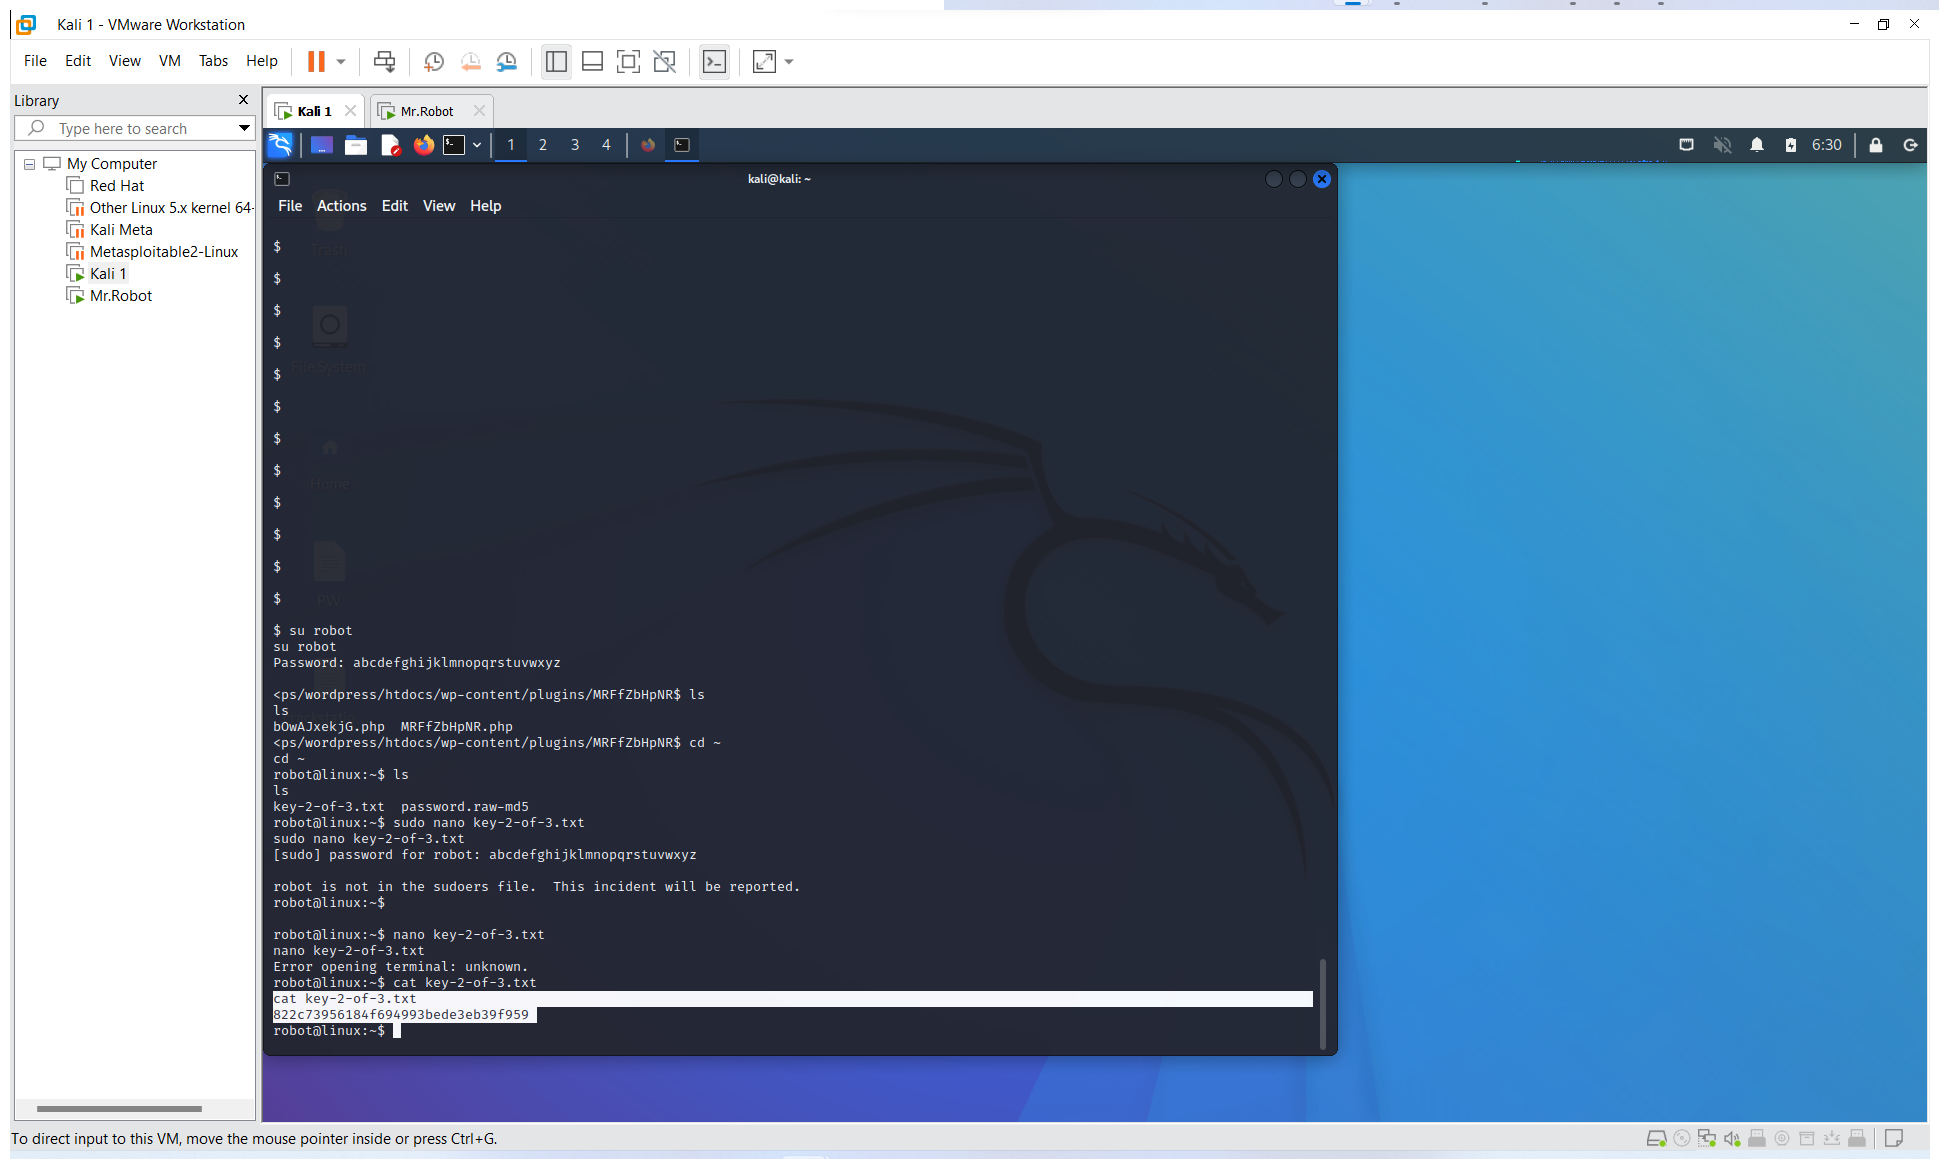 Kali 1 - VMware Workstation
File Edit View VM Tabs Help
Library
Type here to search
My Computer
Red Hat
Other Linux 5.x kernel 64-
Kali Meta
Metasploitable2-Linux
Kali 1
Mr.Robot
Kali 1 Mr.Robot
1 2 3 4 6:30
kali@kali: ~
File Actions Edit View Help
Trash
File System
Home
PW
$
$
$
$
$
$
$
$
$
$
$
$
$ su robot
su robot
Password: abcdefghijklmnopqrstuvwxyz
<ps/wordpress/htdocs/wp-content/plugins/MRFfZbHpNR$ ls
ls
bOwAJxekjG.php  MRFfZbHpNR.php
<ps/wordpress/htdocs/wp-content/plugins/MRFfZbHpNR$ cd ~
cd ~
robot@linux:~$ ls
ls
key-2-of-3.txt  password.raw-md5
robot@linux:~$ sudo nano key-2-of-3.txt
sudo nano key-2-of-3.txt
[sudo] password for robot: abcdefghijklmnopqrstuvwxyz
robot is not in the sudoers file.  This incident will be reported.
robot@linux:~$
robot@linux:~$ nano key-2-of-3.txt
nano key-2-of-3.txt
Error opening terminal: unknown.
robot@linux:~$ cat key-2-of-3.txt
cat key-2-of-3.txt
822c73956184f694993bede3eb39f959
robot@linux:~$
To direct input to this VM, move the mouse pointer inside or press Ctrl+G.